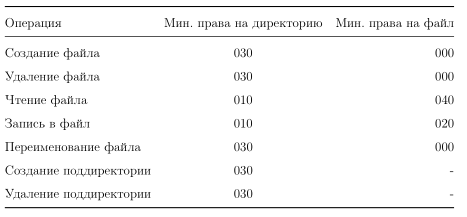 Операция Мин. права на директорию Мин. права на файл
Создание файла 030 000
Удаление файла 030 000
Чтение файла 010 040
Запись в файл 010 020
Переименование файла 030 000
Создание поддиректории 030 -
Удаление поддиректории 030 -